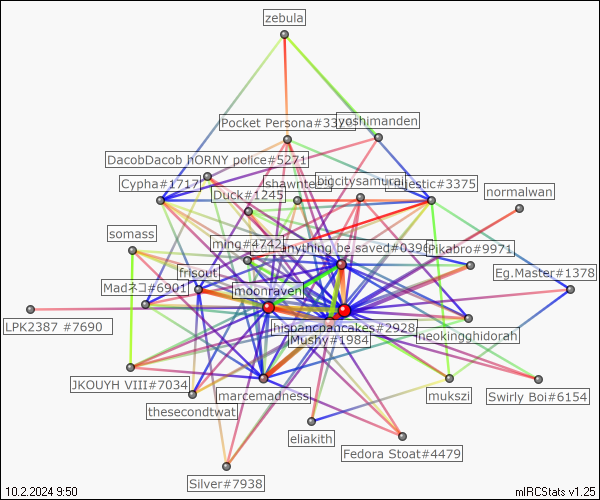 zebula
Pocket Persona#33
yoshimanden
DacobDacob hORNY police#5271
Cypha#1717
shawnte
bigcitysamurai
majestic#3375
Duck#1245
normalwan
somass
ming#4742
anything be saved#0396
Pikabro#9971
frisout
Eg.Master#1378
Madネコ#6901
moonraven
LPK2387 #7690
hispanicpancakes#2928
neokingghidorah
Mushy#1984
JKOUYH VIII#7034
marcemadness
mukszi
Swirly Boi#6154
thesecondtwat
eliakith
Fedora Stoat#4479
Silver#7938
10.2.2024 9:50
mIRCStats v1.25